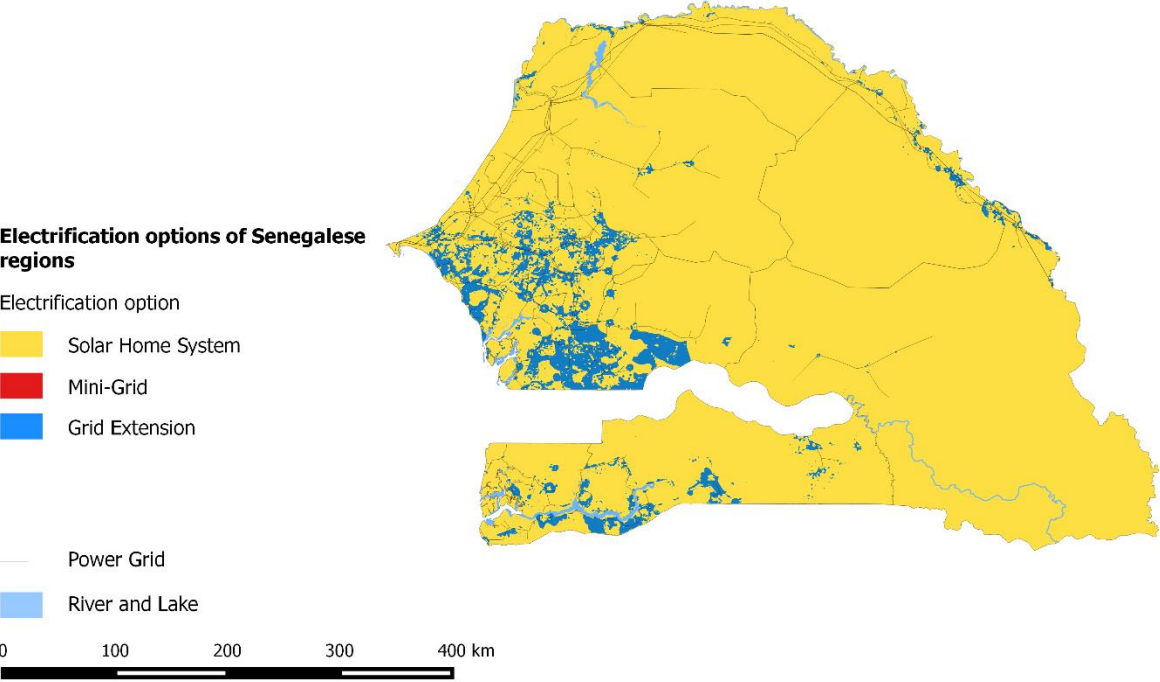 Electrification options of Senegalese
regions
Electrification option
Solar Home System
Mini-Grid
Grid Extension
Power Grid
River and Lake
0 100 200 300 400 km